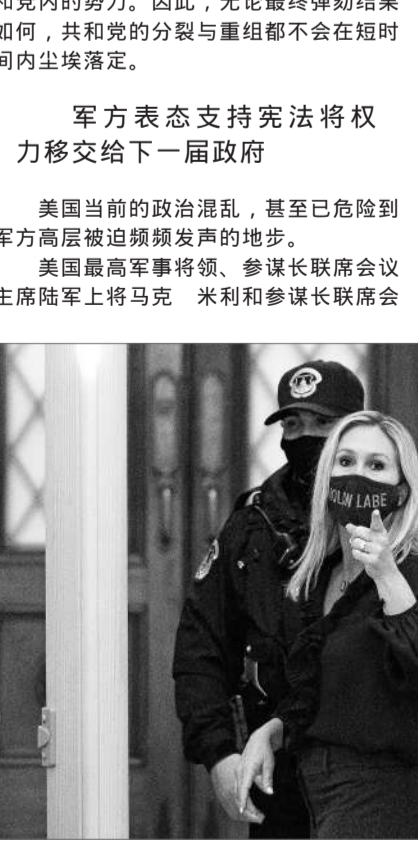 和党内的势力。因此，无论最终弹劾结果
如何，共和党的分裂与重组都不会在短时
间内尘埃落定。
军方表态支持宪法将权
力移交给下一届政府
美国当前的政治混乱，甚至已危险到
军方高层被迫频频发声的地步。
美国最高军事将领、参谋长联席会议
主席陆军上将马克 米利和参谋长联席会
LABE